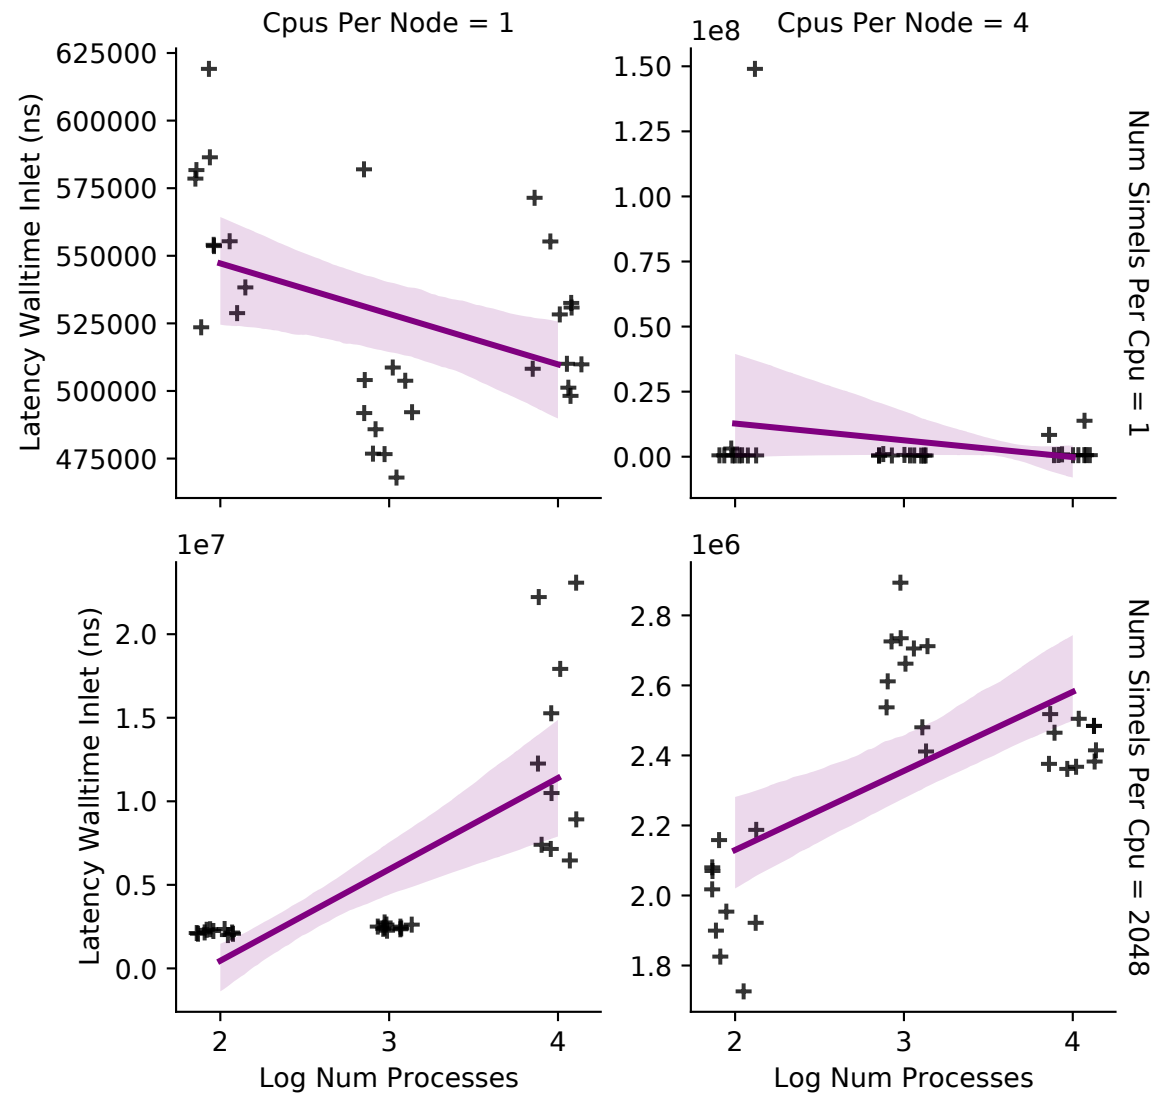 Cpus Per Node = 1
Cpus Per Node = 4
1e8
625000
600000
575000
550000
525000
500000
475000
Latency Walltime Inlet (ns)
1.50
1.25
1.00
0.75
0.50
0.25
0.00
Num Simels Per Cpu = 1
1e7
2.0
1.5
1.0
0.5
0.0
Latency Walltime Inlet (ns)
1e6
2.8
2.6
2.4
2.2
2.0
1.8
Num Simels Per Cpu = 2048
2 3 4
2 3 4
Log Num Processes
Log Num Processes